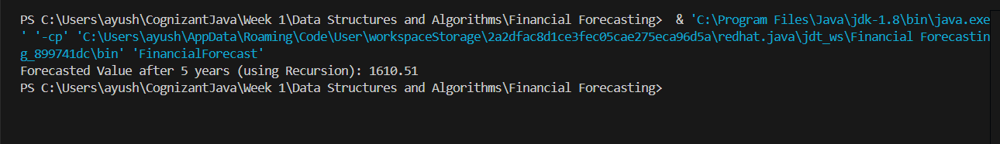 PS C:\Users\ayush\CognizantJava\Week 1\Data Structures and Algorithms\Financial Forecasting>  & 'C:\Program Files\Java\jdk-1.8\bin\java.exe
' '-cp' 'C:\Users\ayush\AppData\Roaming\Code\User\workspaceStorage\2a2dfac8d1ce3fec05cae275eca96d5a\redhat.java\jdt_ws\Financial Forecastin
g_899741dc\bin' 'FinancialForecast'
Forecasted Value after 5 years (using Recursion): 1610.51
PS C:\Users\ayush\CognizantJava\Week 1\Data Structures and Algorithms\Financial Forecasting>